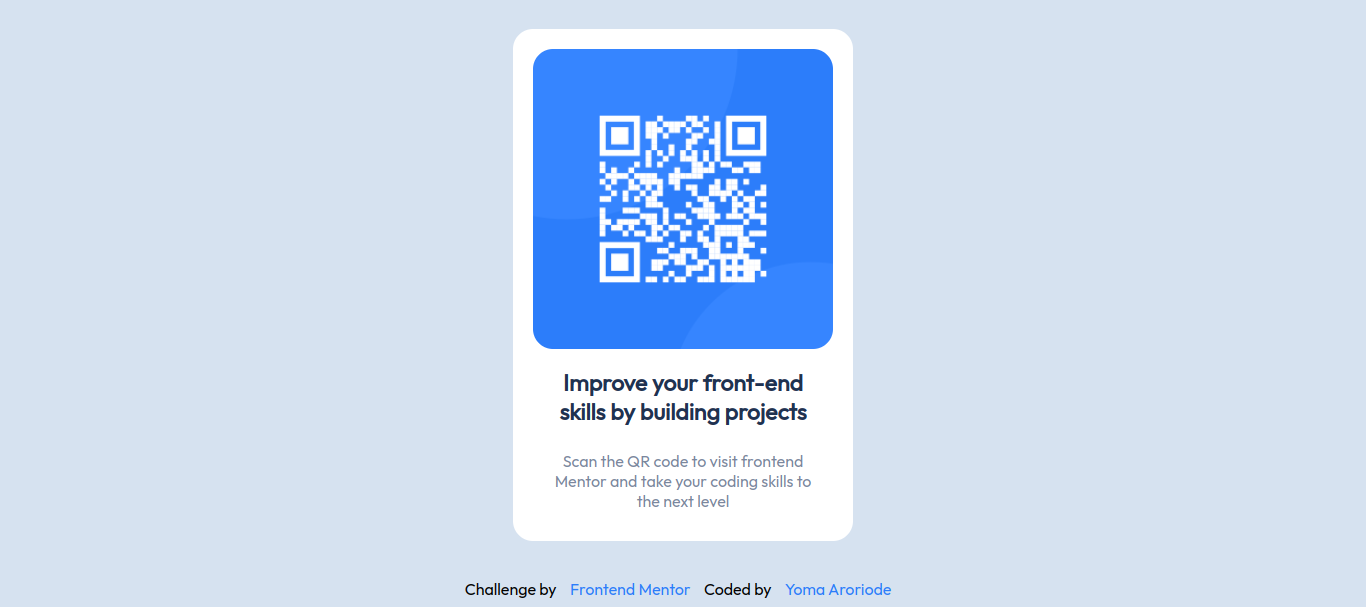 Improve your front-end
skills by building projects
Scan the QR code to visit frontend
Mentor and take your coding skills to
the next level
Challenge by Frontend Mentor Coded by Yoma Aroriode